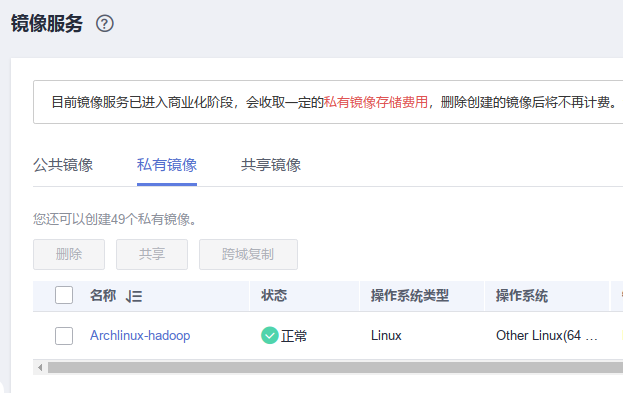 镜像服务 ?
目前镜像服务已进入商业化阶段，会收取一定的私有镜像存储费用，删除创建的镜像后将不再计费。
公共镜像 私有镜像 共享镜像
您还可以创建49个私有镜像。
删除 共享 跨域复制
名称 状态 操作系统类型 操作系统
Archlinux-hadoop 正常 Linux Other Linux(64 ...